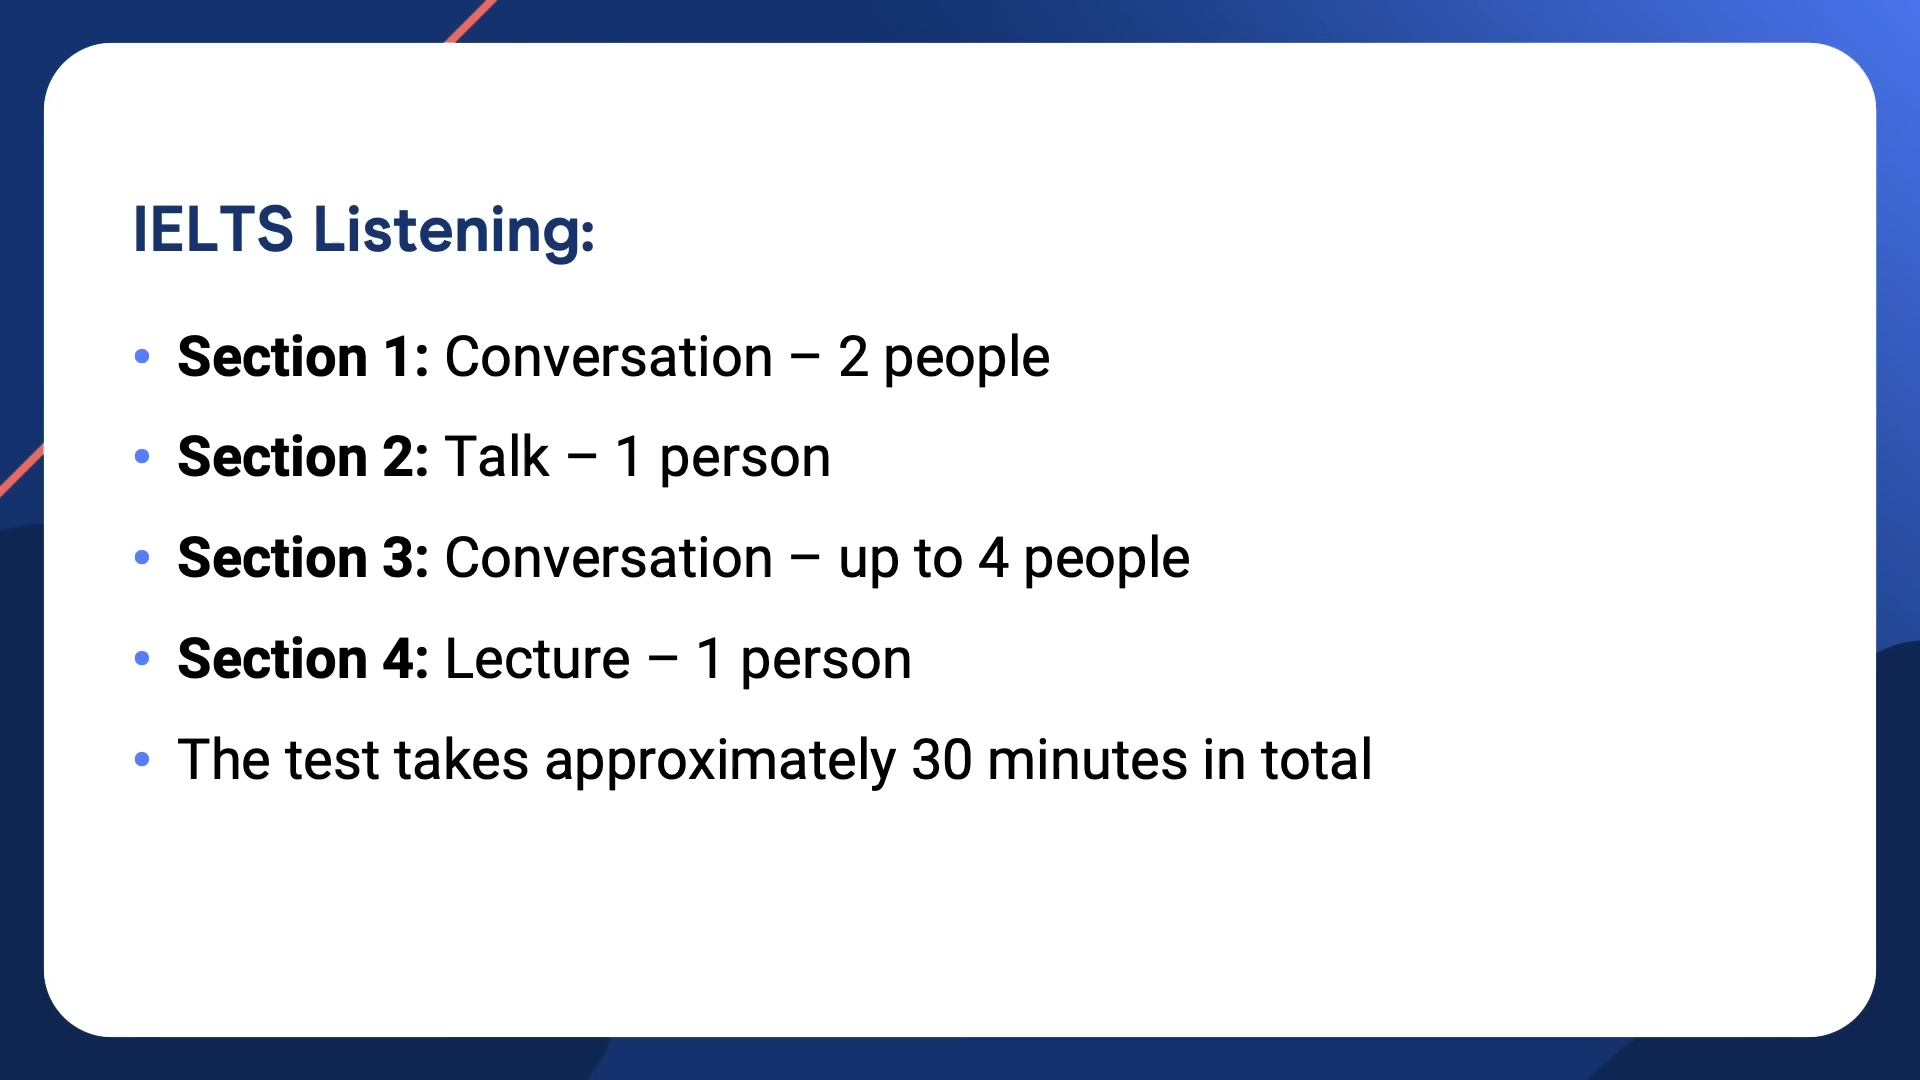 IELTS Listening:
• Section 1: Conversation – 2 people
• Section 2: Talk – 1 person
• Section 3: Conversation – up to 4 people
• Section 4: Lecture – 1 person
• The test takes approximately 30 minutes in total